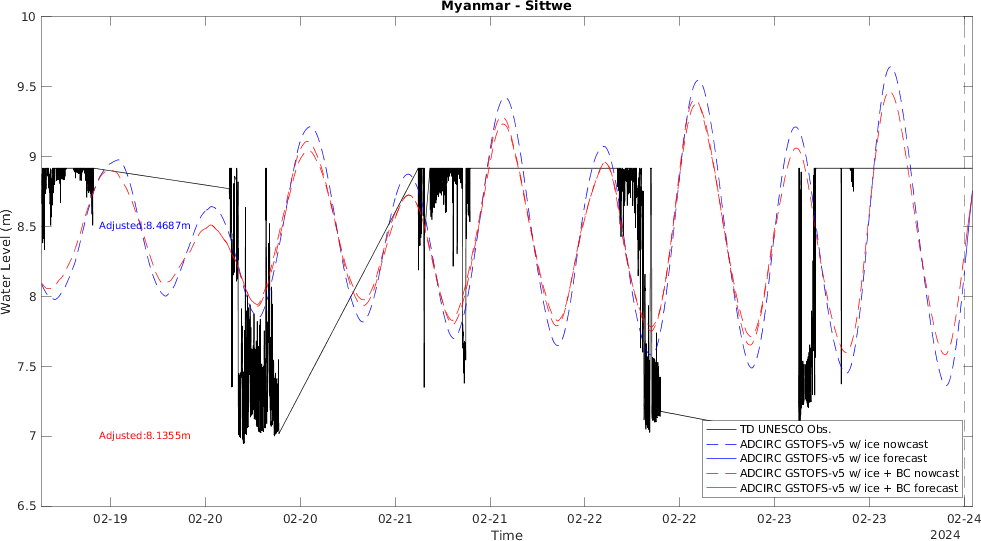 Myanmar - Sittwe
10
9.5
9
8.5
8
7.5
7
6.5
Water Level (m)
Adjusted:8.4687m
Adjusted:8.1355m
TD UNESCO Obs.
ADCIRC GSTOFS-v5 w/ ice nowcast
ADCIRC GSTOFS-v5 w/ ice forecast
ADCIRC GSTOFS-v5 w/ ice + BC nowcast
ADCIRC GSTOFS-v5 w/ ice + BC forecast
02-19 02-20 02-20 02-21 02-21 02-22 02-22 02-23 02-23 02-24
Time
2024